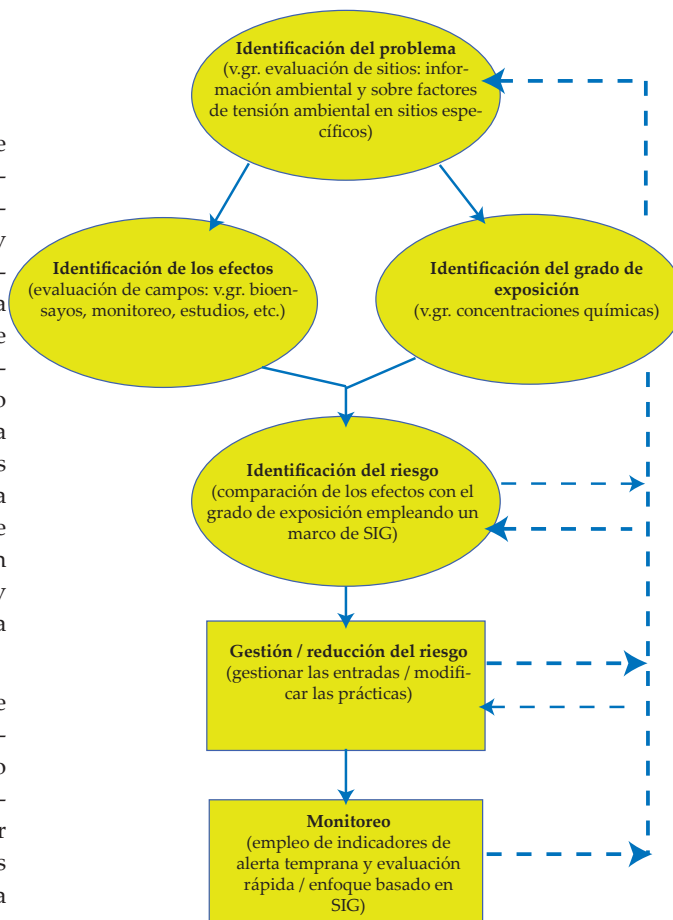 Identificación del problema
(v.gr. evaluación de sitios: infor-
mación ambiental y sobre factores
de tensión ambiental en sitios espe-
cíficos)
Identificación de los efectos
(evaluación de campos: v.gr. bioen-
sayos, monitoreo, estudios, etc.)
Identificación del grado de
exposición
(v.gr. concentraciones químicas)
Identificación del riesgo
(comparación de los efectos con el
grado de exposición empleando un
marco de SIG)
Gestión / reducción del riesgo
(gestionar las entradas / modifi-
car las prácticas)
Monitoreo
(empleo de indicadores de
alerta temprana y evaluación
rápida / enfoque basado en
SIG)